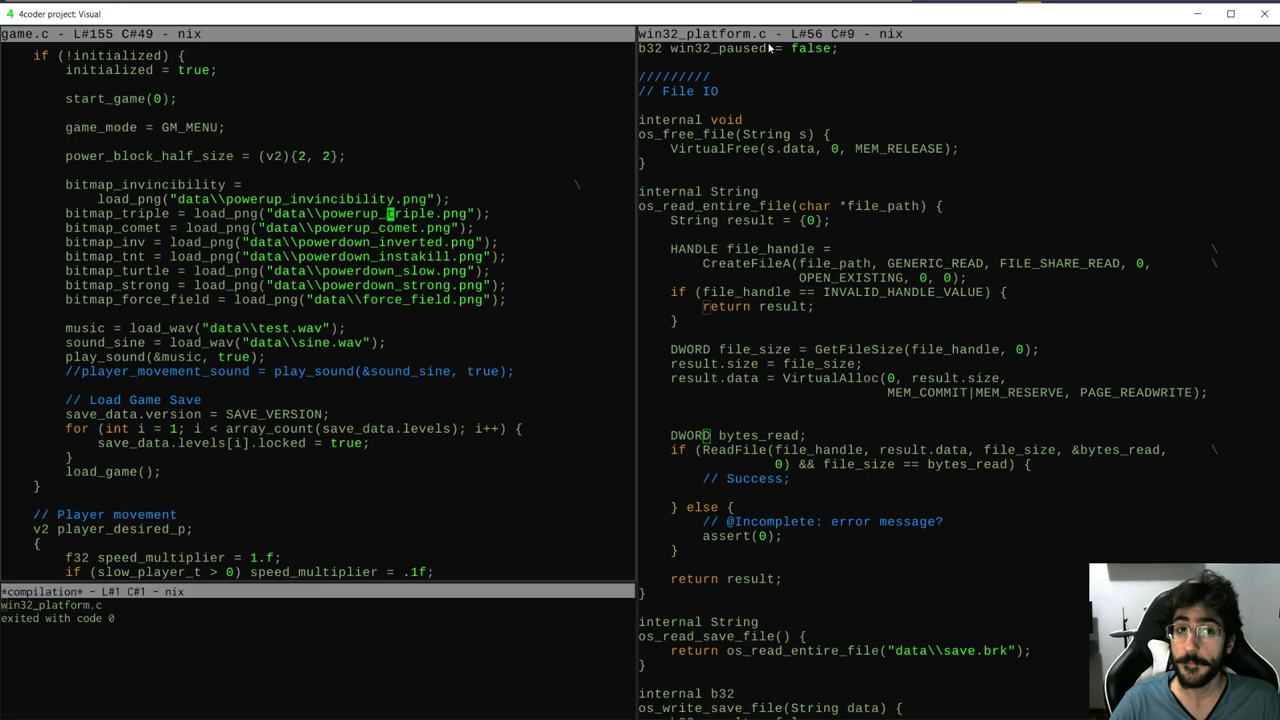 4 4coder project: Visual
game.c - L#155 C#49 - nix
if (!initialized) {
initialized = true;
start_game(0);
game_mode = GM_MENU;
power_block_half_size = (v2){2, 2};
bitmap_invincibility = \
load_png("data\\powerup_invincibility.png");
bitmap_triple = load_png("data\\powerup_triple.png");
bitmap_comet = load_png("data\\powerup_comet.png");
bitmap_inv = load_png("data\\powerdown_inverted.png");
bitmap_tnt = load_png("data\\powerdown_instakill.png");
bitmap_turtle = load_png("data\\powerdown_slow.png");
bitmap_strong = load_png("data\\powerdown_strong.png");
bitmap_force_field = load_png("data\\force_field.png");
music = load_wav("data\\test.wav");
sound_sine = load_wav("data\\sine.wav");
play_sound(&music, true);
//player_movement_sound = play_sound(&sound_sine, true);
// Load Game Save
save_data.version = SAVE_VERSION;
for (int i = 1; i < array_count(save_data.levels); i++) {
save_data.levels[i].locked = true;
}
load_game();
}
// Player movement
v2 player_desired_p;
{
f32 speed_multiplier = 1.f;
if (slow_player_t > 0) speed_multiplier = .1f;
*compilation* - L#1 C#1 - nix
win32_platform.c
exited with code 0
win32_platform.c - L#56 C#9 - nix
b32 win32_paused = false;
/////////
// File IO
internal void
os_free_file(String s) {
VirtualFree(s.data, 0, MEM_RELEASE);
}
internal String
os_read_entire_file(char *file_path) {
String result = {0};
HANDLE file_handle = \
CreateFileA(file_path, GENERIC_READ, FILE_SHARE_READ, 0, \
OPEN_EXISTING, 0, 0);
if (file_handle == INVALID_HANDLE_VALUE) {
return result;
}
DWORD file_size = GetFileSize(file_handle, 0);
result.size = file_size;
result.data = VirtualAlloc(0, result.size,
MEM_COMMIT|MEM_RESERVE, PAGE_READWRITE);
DWORD bytes_read;
if (ReadFile(file_handle, result.data, file_size, &bytes_read, \
0) && file_size == bytes_read) {
// Success;
} else {
// @Incomplete: error message?
assert(0);
}
return result;
}
internal String
os_read_save_file() {
return os_read_entire_file("data\\save.brk");
}
internal b32
os_write_save_file(String data) {